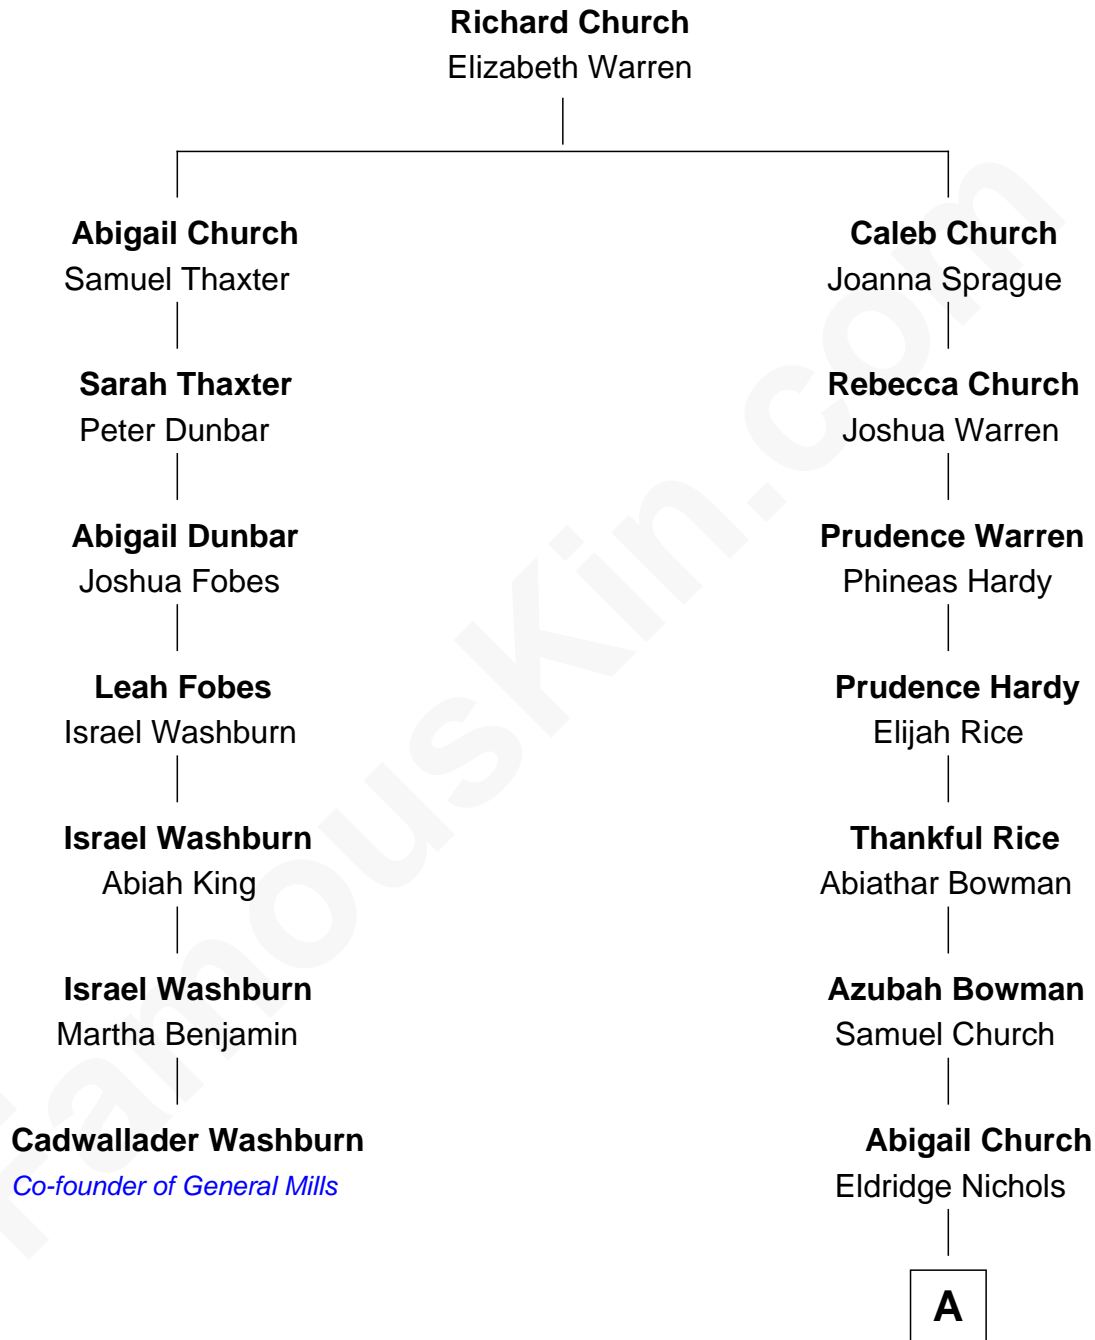 Richard Church
Elizabeth Warren
Abigail Church
Samuel Thaxter
Caleb Church
Joanna Sprague
Sarah Thaxter
Peter Dunbar
Rebecca Church
Joshua Warren
Abigail Dunbar
Joshua Fobes
Prudence Warren
Phineas Hardy
Leah Fobes
Israel Washburn
Prudence Hardy
Elijah Rice
Israel Washburn
Abiah King
Thankful Rice
Abiathar Bowman
Israel Washburn
Martha Benjamin
Azubah Bowman
Samuel Church
Cadwallader Washburn
Co-founder of General Mills
Abigail Church
Eldridge Nichols
A
FamousKin.com